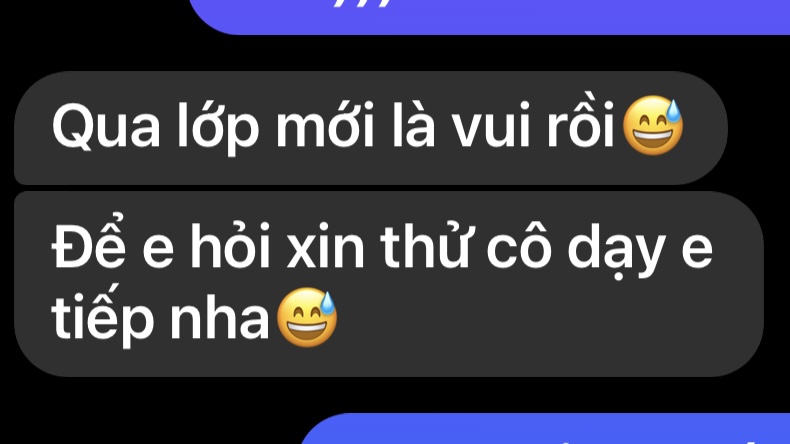 Qua lớp mới là vui rồi😅
Để e hỏi xin thử cô dạy e
tiếp nha😅